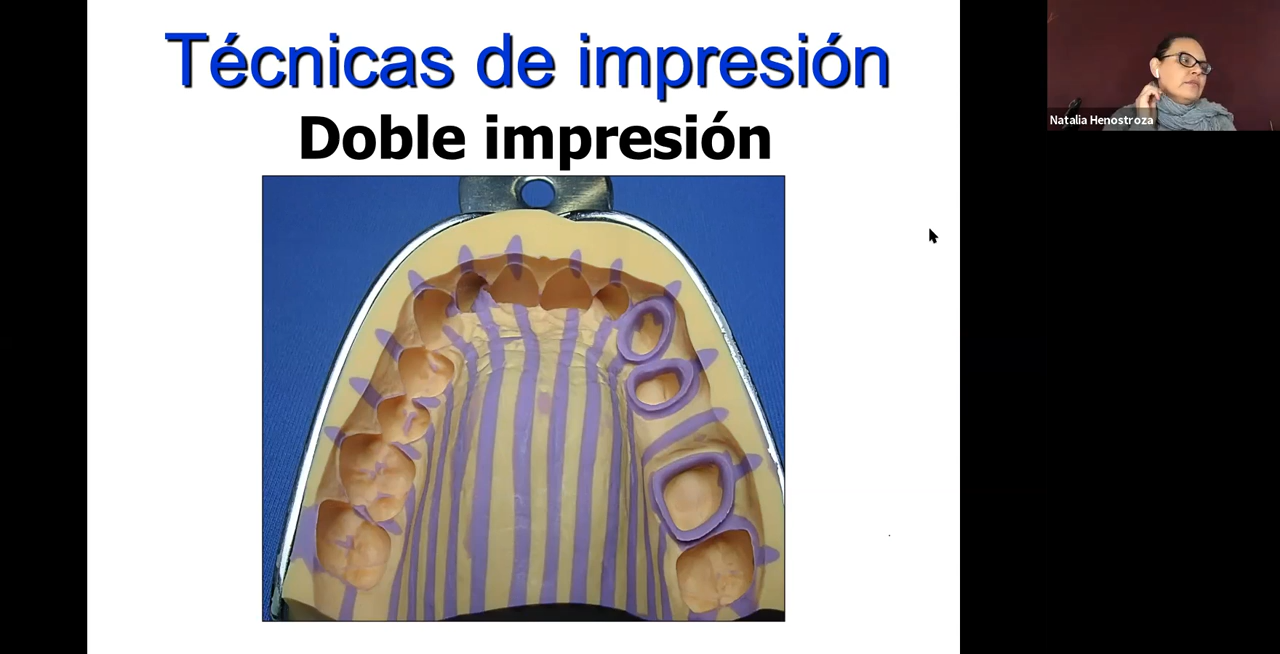 Técnicas de impresión
Doble impresión
Natalia Henostroza